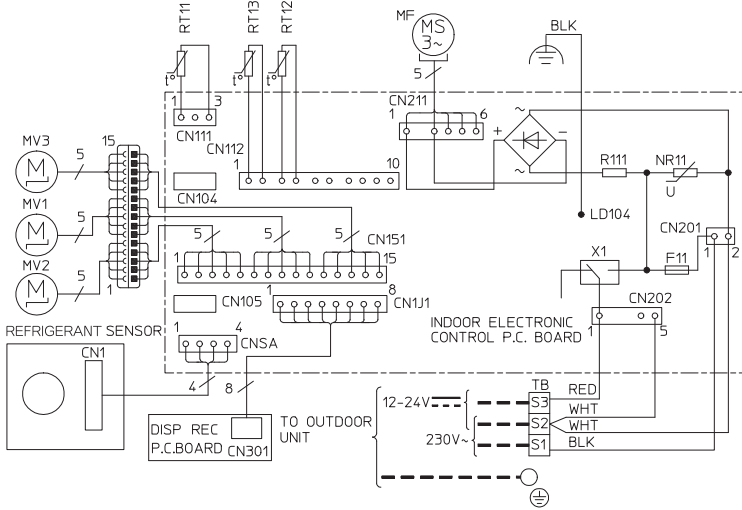 RT11
RT13
RT12
MF
MS
3~
5
BLK
t°
t°
t°
1
3
CN111
CN211
1
6
~
+
−
~
R111
NR11
U
MV3
M
5
15
CN112
1
10
CN104
LD104
MV1
M
5
CN201
1
2
5
5
5
CN151
1
15
X1
F11
MV2
M
5
1
CN105
8
CN1J1
CN202
1
5
INDOOR ELECTRONIC
CONTROL P.C. BOARD
REFRIGERANT SENSOR
CN1
1
4
CNSA
4
8
DISP REC
P.C.BOARD
CN301
TO OUTDOOR
UNIT
12-24V
230V~
TB
S3
S2
S1
RED
WHT
WHT
BLK